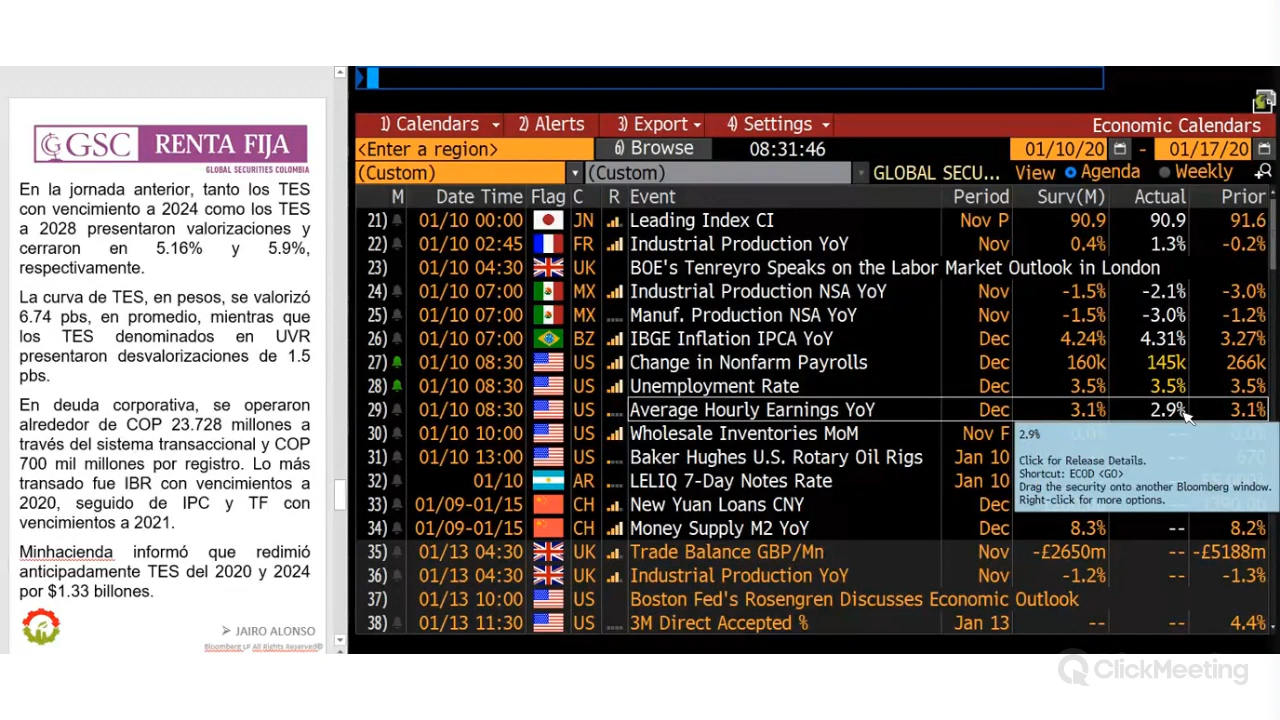 GSC RENTA FIJA
GLOBAL SECURITIES COLOMBIA
En la jornada anterior, tanto los TES
con vencimiento a 2024 como los TES
a 2028 presentaron valorizaciones y
cerraron en 5.16% y 5.9%,
respectivamente.
La curva de TES, en pesos, se valorizó
6.74 pbs, en promedio, mientras que
los TES denominados en UVR
presentaron desvalorizaciones de 1.5
pbs.
En deuda corporativa, se operaron
alrededor de COP 23.728 millones a
través del sistema transaccional y COP
700 mil millones por registro. Lo más
transado fue IBR con vencimientos a
2020, seguido de IPC y TF con
vencimientos a 2021.
Minhacienda informó que redimió
anticipadamente TES del 2020 y 2024
por $1.33 billones.
➢ JAIRO ALONSO
Bloomberg LP All Rights Reserved®
1) Calendars 2) Alerts 3) Export 4) Settings Economic Calendars
<Enter a region> 6) Browse 08:31:46 01/10/20 - 01/17/20
(Custom) (Custom) GLOBAL SECU... View Agenda Weekly
M Date Time Flag C R Event Period Surv(M) Actual Prior
21) 01/10 00:00 JN Leading Index CI Nov P 90.9 90.9 91.6
22) 01/10 02:45 FR Industrial Production YoY Nov 0.4% 1.3% -0.2%
23) 01/10 04:30 UK BOE's Tenreyro Speaks on the Labor Market Outlook in London
24) 01/10 07:00 MX Industrial Production NSA YoY Nov -1.5% -2.1% -3.0%
25) 01/10 07:00 MX Manuf. Production NSA YoY Nov -1.5% -3.0% -1.2%
26) 01/10 07:00 BZ IBGE Inflation IPCA YoY Dec 4.24% 4.31% 3.27%
27) 01/10 08:30 US Change in Nonfarm Payrolls Dec 160k 145k 266k
28) 01/10 08:30 US Unemployment Rate Dec 3.5% 3.5% 3.5%
29) 01/10 08:30 US Average Hourly Earnings YoY Dec 3.1% 2.9% 3.1%
30) 01/10 10:00 US Wholesale Inventories MoM Nov F
31) 01/10 13:00 US Baker Hughes U.S. Rotary Oil Rigs Jan 10
32) 01/10 AR LELIQ 7-Day Notes Rate Jan 10
33) 01/09-01/15 CH New Yuan Loans CNY Dec
34) 01/09-01/15 CH Money Supply M2 YoY Dec 8.3% -- 8.2%
35) 01/13 04:30 UK Trade Balance GBP/Mn Nov -£2650m -- -£5188m
36) 01/13 04:30 UK Industrial Production YoY Nov -1.2% -- -1.3%
37) 01/13 10:00 US Boston Fed's Rosengren Discusses Economic Outlook
38) 01/13 11:30 US 3M Direct Accepted % Jan 13 -- -- 4.4%
2.9%
Click for Release Details.
Shortcut: ECOD <GO>
Drag the security onto another Bloomberg window.
Right-click for more options.
ClickMeeting